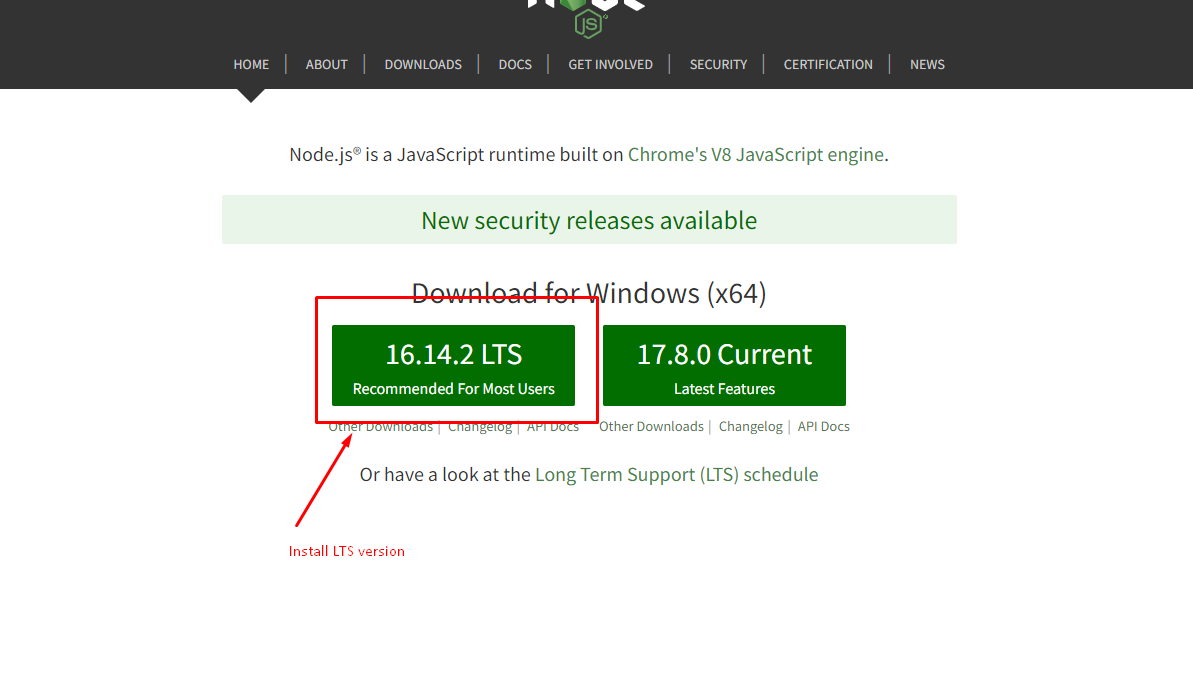 JS
HOME ABOUT DOWNLOADS DOCS GET INVOLVED SECURITY CERTIFICATION NEWS
Node.js® is a JavaScript runtime built on Chrome's V8 JavaScript engine.
New security releases available
Download for Windows (x64)
16.14.2 LTS
Recommended For Most Users
17.8.0 Current
Latest Features
Other Downloads | Changelog | API Docs
Other Downloads | Changelog | API Docs
Or have a look at the Long Term Support (LTS) schedule
Install LTS version